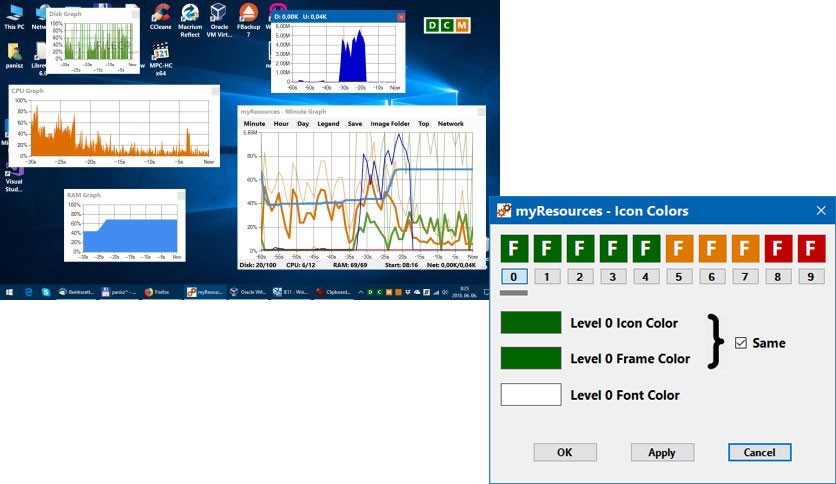 This PC
CCleane
Macrium
Reflect
Oracle
VM Virt...
FBackup
7
panisz
MPC-HC
x64
Disk Graph
100%
80%
60%
40%
20%
0%
-30s -25s -20s -15s -10s -5s Now
D: 0,00K U: 0,04K
6.00M
5.00M
4.00M
3.00M
2.00M
1.00M
0.00M
-60s -50s -40s -30s -20s -10s Now
D C M
CPU Graph
100%
80%
60%
40%
20%
0%
-30s -25s -20s -15s -10s -5s Now
RAM Graph
100%
80%
60%
40%
20%
0%
-30s -25s -20s -15s -10s -5s Now
myResources - Minute Graph
Minute Hour Day Legend Save Image Folder Top Network
5.65M
80%
60%
40%
20%
0%
-60s -55s -50s -45s -40s -35s -30s -25s -20s -15s -10s -5s Now
Disk: 20/100 CPU: 6/12 RAM: 69/69 Start: 08:16 Net: 0,00K/0,04K
Visual
Stud...
Firefox
myResour...
Oracle VM...
Clipboard...
D C M
8:25
2018.06.06.
myResources - Icon Colors
F F F F F F F F F F
0 1 2 3 4 5 6 7 8 9
Level 0 Icon Color
Level 0 Frame Color
Same
Level 0 Font Color
OK Apply Cancel